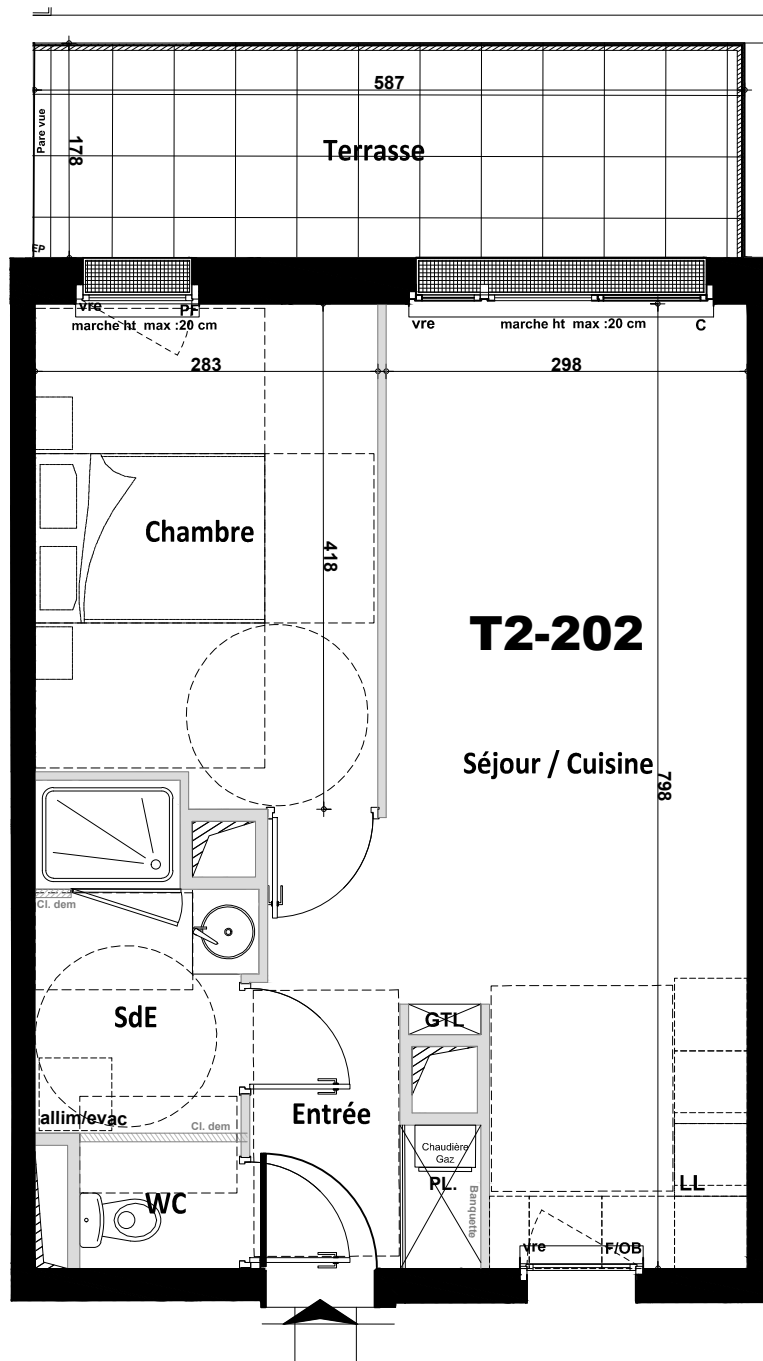 587
Pare vue
178
Terrasse
EP
vre
PF
marche ht max :20 cm
vre
marche ht max :20 cm
C
283
298
Chambre
418
T2-202
Séjour / Cuisine
798
Cl. dem
SdE
GTL
Entrée
allim/evac
Cl. dem
Chaudière
Gaz
PL.
Banquette
WC
LL
vre
F/OB